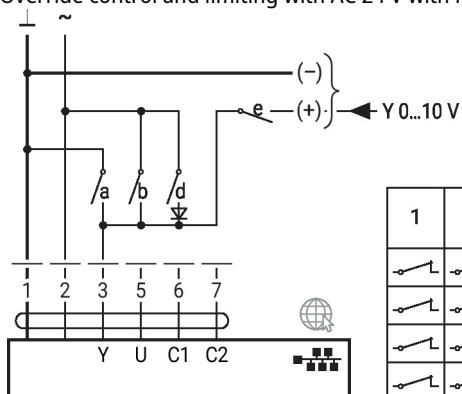 Override control and limiting with AC 24 V with
⊥ ~
(–)
e (+) Y 0...10 V
a b d
1
1 2 3 5 6 7
Y U C1 C2